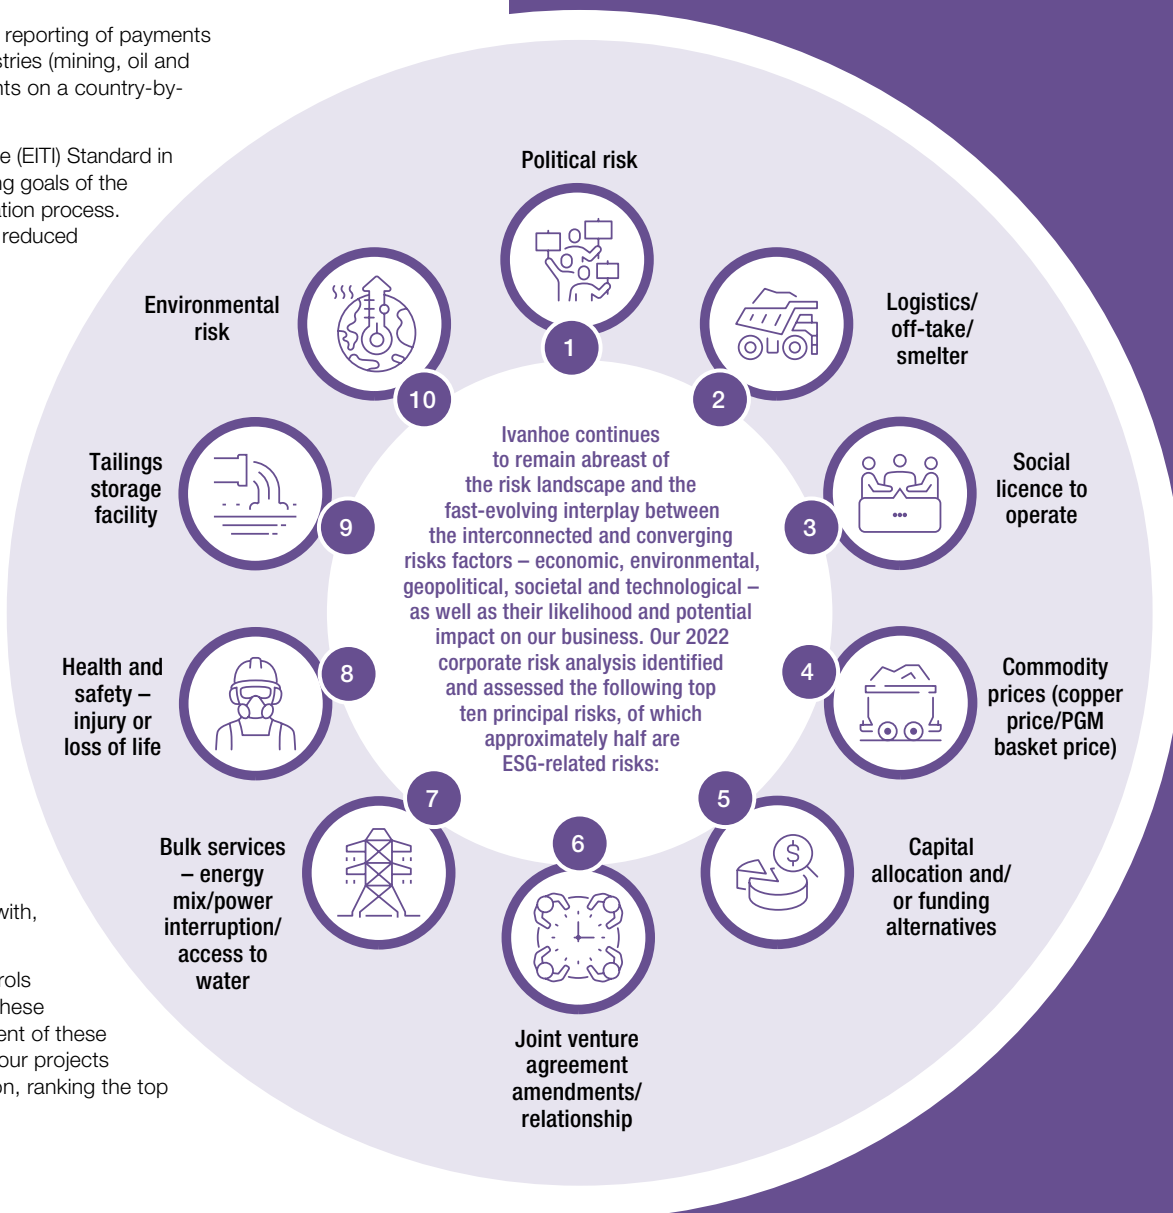 reporting of payments
stries (mining, oil and
nts on a country-by-
e (EITI) Standard in
ng goals of the
ation process.
reduced
Political risk
1
Logistics/
off-take/
smelter
2
Social
licence to
operate
3
Commodity
prices (copper
price/PGM
basket price)
4
Capital
allocation and/
or funding
alternatives
5
6
Joint venture
agreement
amendments/
relationship
7
Bulk services
– energy
mix/power
interruption/
access to
water
8
Health and
safety –
injury or
loss of life
9
Tailings
storage
facility
10
Environmental
risk
Ivanhoe continues
to remain abreast of
the risk landscape and the
fast-evolving interplay between
the interconnected and converging
risks factors – economic, environmental,
geopolitical, societal and technological –
as well as their likelihood and potential
impact on our business. Our 2022
corporate risk analysis identified
and assessed the following top
ten principal risks, of which
approximately half are
ESG-related risks:
with,
rols
hese
ent of these
our projects
on, ranking the top